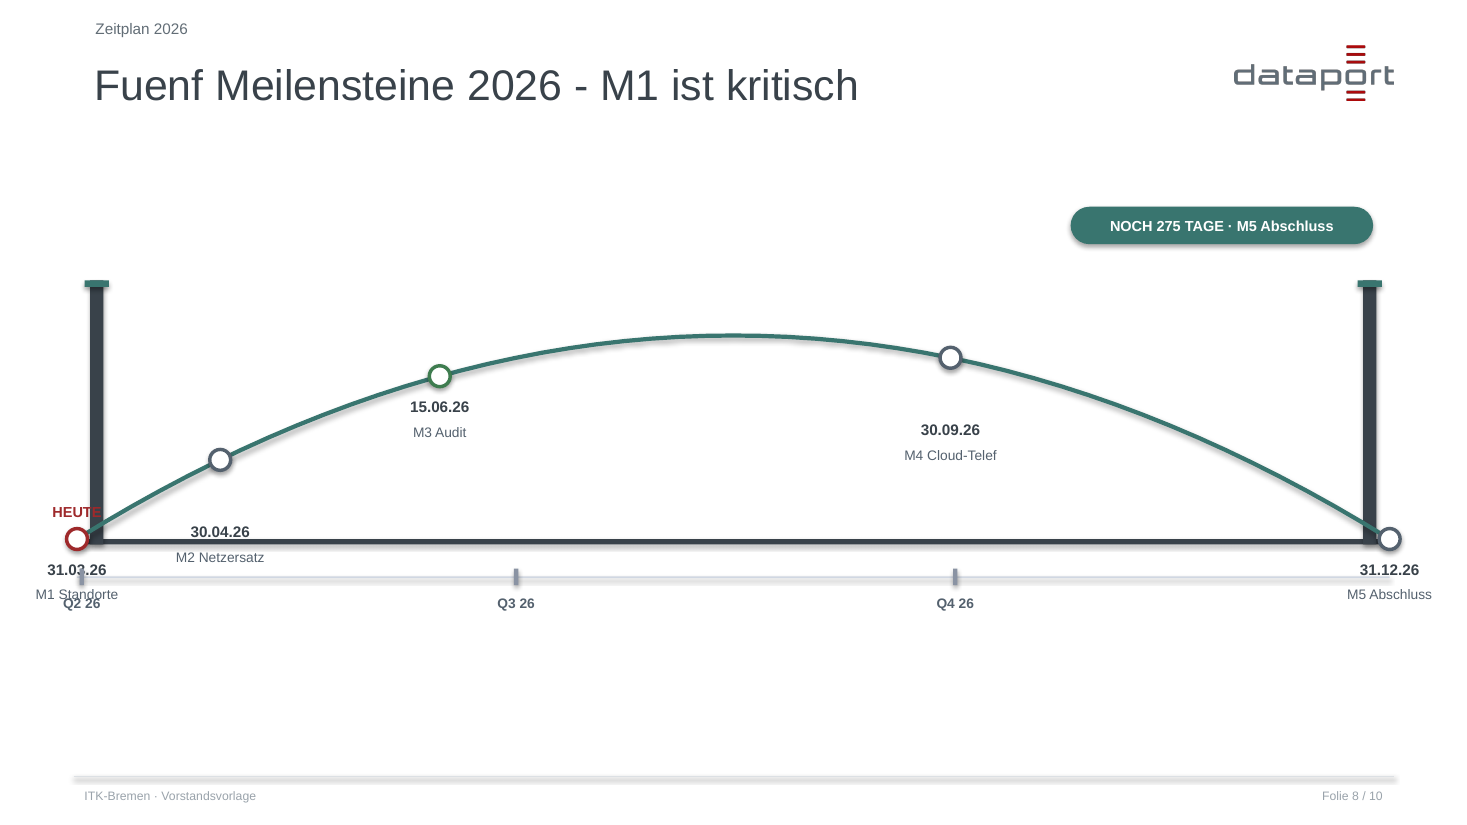 Zeitplan 2026
Fuenf Meilensteine 2026 - M1 ist kritisch
dataport
NOCH 275 TAGE · M5 Abschluss
15.06.26
M3 Audit
30.09.26
M4 Cloud-Telef
HEUTE
30.04.26
M2 Netzersatz
31.03.26
M1 Standorte
31.12.26
M5 Abschluss
Q2 26
Q3 26
Q4 26
ITK-Bremen · Vorstandsvorlage
Folie 8 / 10